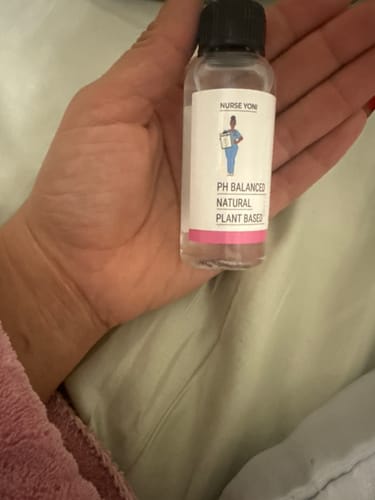 NURSE YONI
PH BALANCED
NATURAL
PLANT BASED